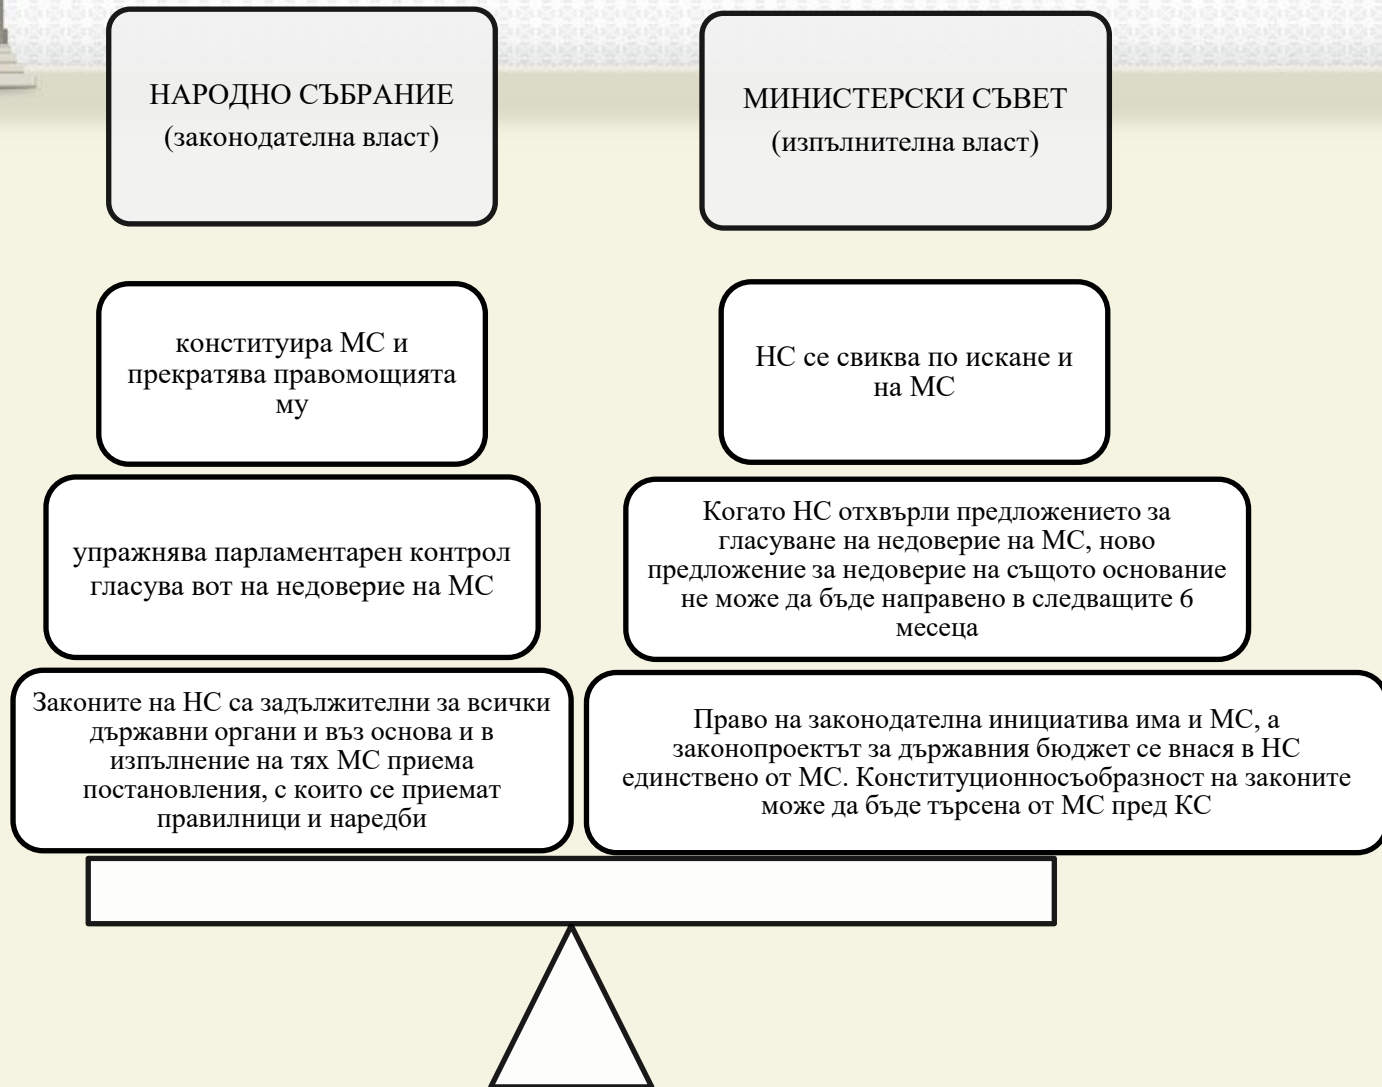 НАРОДНО СЪБРАНИЕ
(законодателна власт)
МИНИСТЕРСКИ СЪВЕТ
(изпълнителна власт)
конституира МС и
прекратява правомощията
му
НС се свиква по искане и
на МС
упражнява парламентарен контрол
гласува вот на недоверие на МС
Когато НС отхвърли предложението за
гласуване на недоверие на МС, ново
предложение за недоверие на същото основание
не може да бъде направено в следващите 6
месеца
Законите на НС са задължителни за всички
държавни органи и въз основа и в
изпълнение на тях МС приема
постановления, с които се приемат
правилници и наредби
Право на законодателна инициатива има и МС, а
законопроектът за държавния бюджет се внася в НС
единствено от МС. Конституционносъобразност на законите
може да бъде търсена от МС пред КС